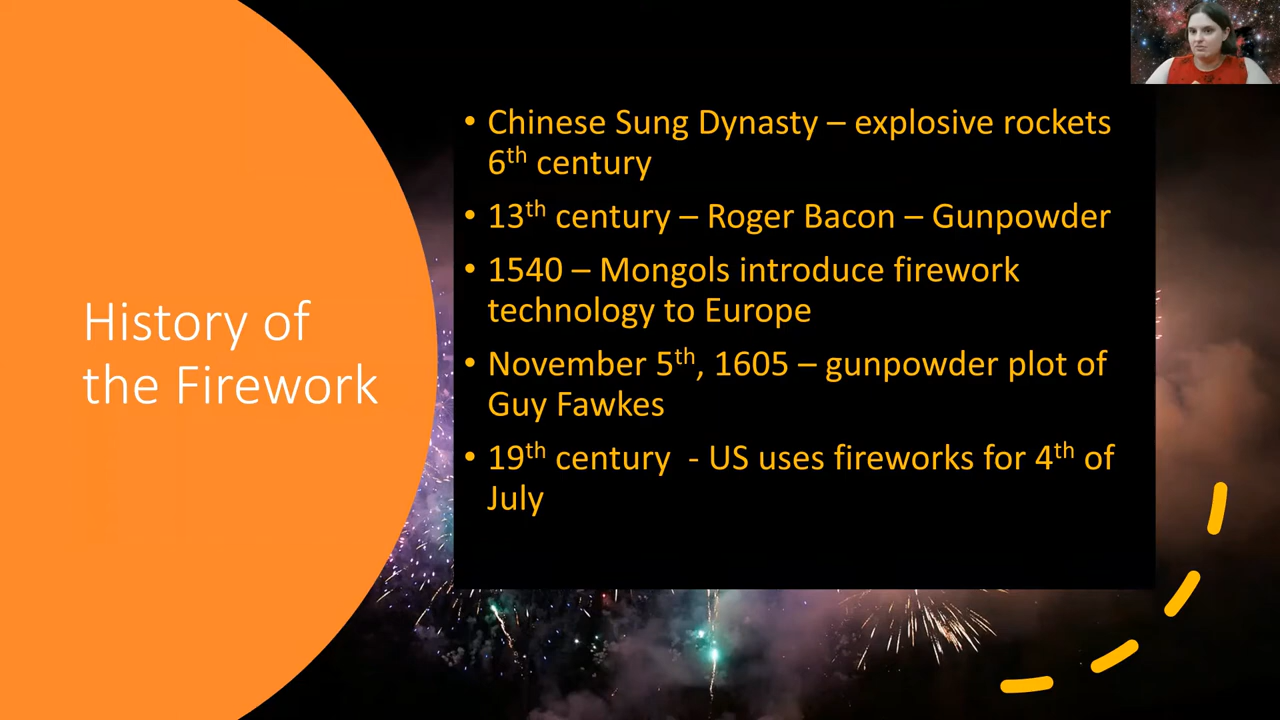 History of
the Firework
• Chinese Sung Dynasty – explosive rockets
6th century
• 13th century – Roger Bacon – Gunpowder
• 1540 – Mongols introduce firework
technology to Europe
• November 5th, 1605 – gunpowder plot of
Guy Fawkes
• 19th century - US uses fireworks for 4th of
July